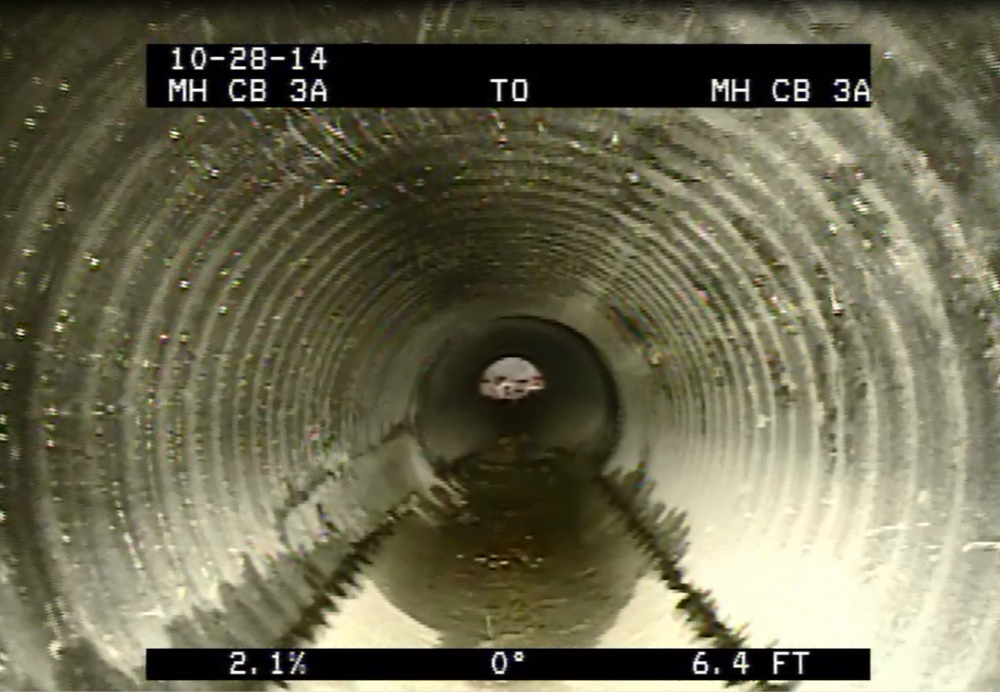 10-28-14
MH CB 3A TO MH CB 3A
2.1% 0° 6.4 FT